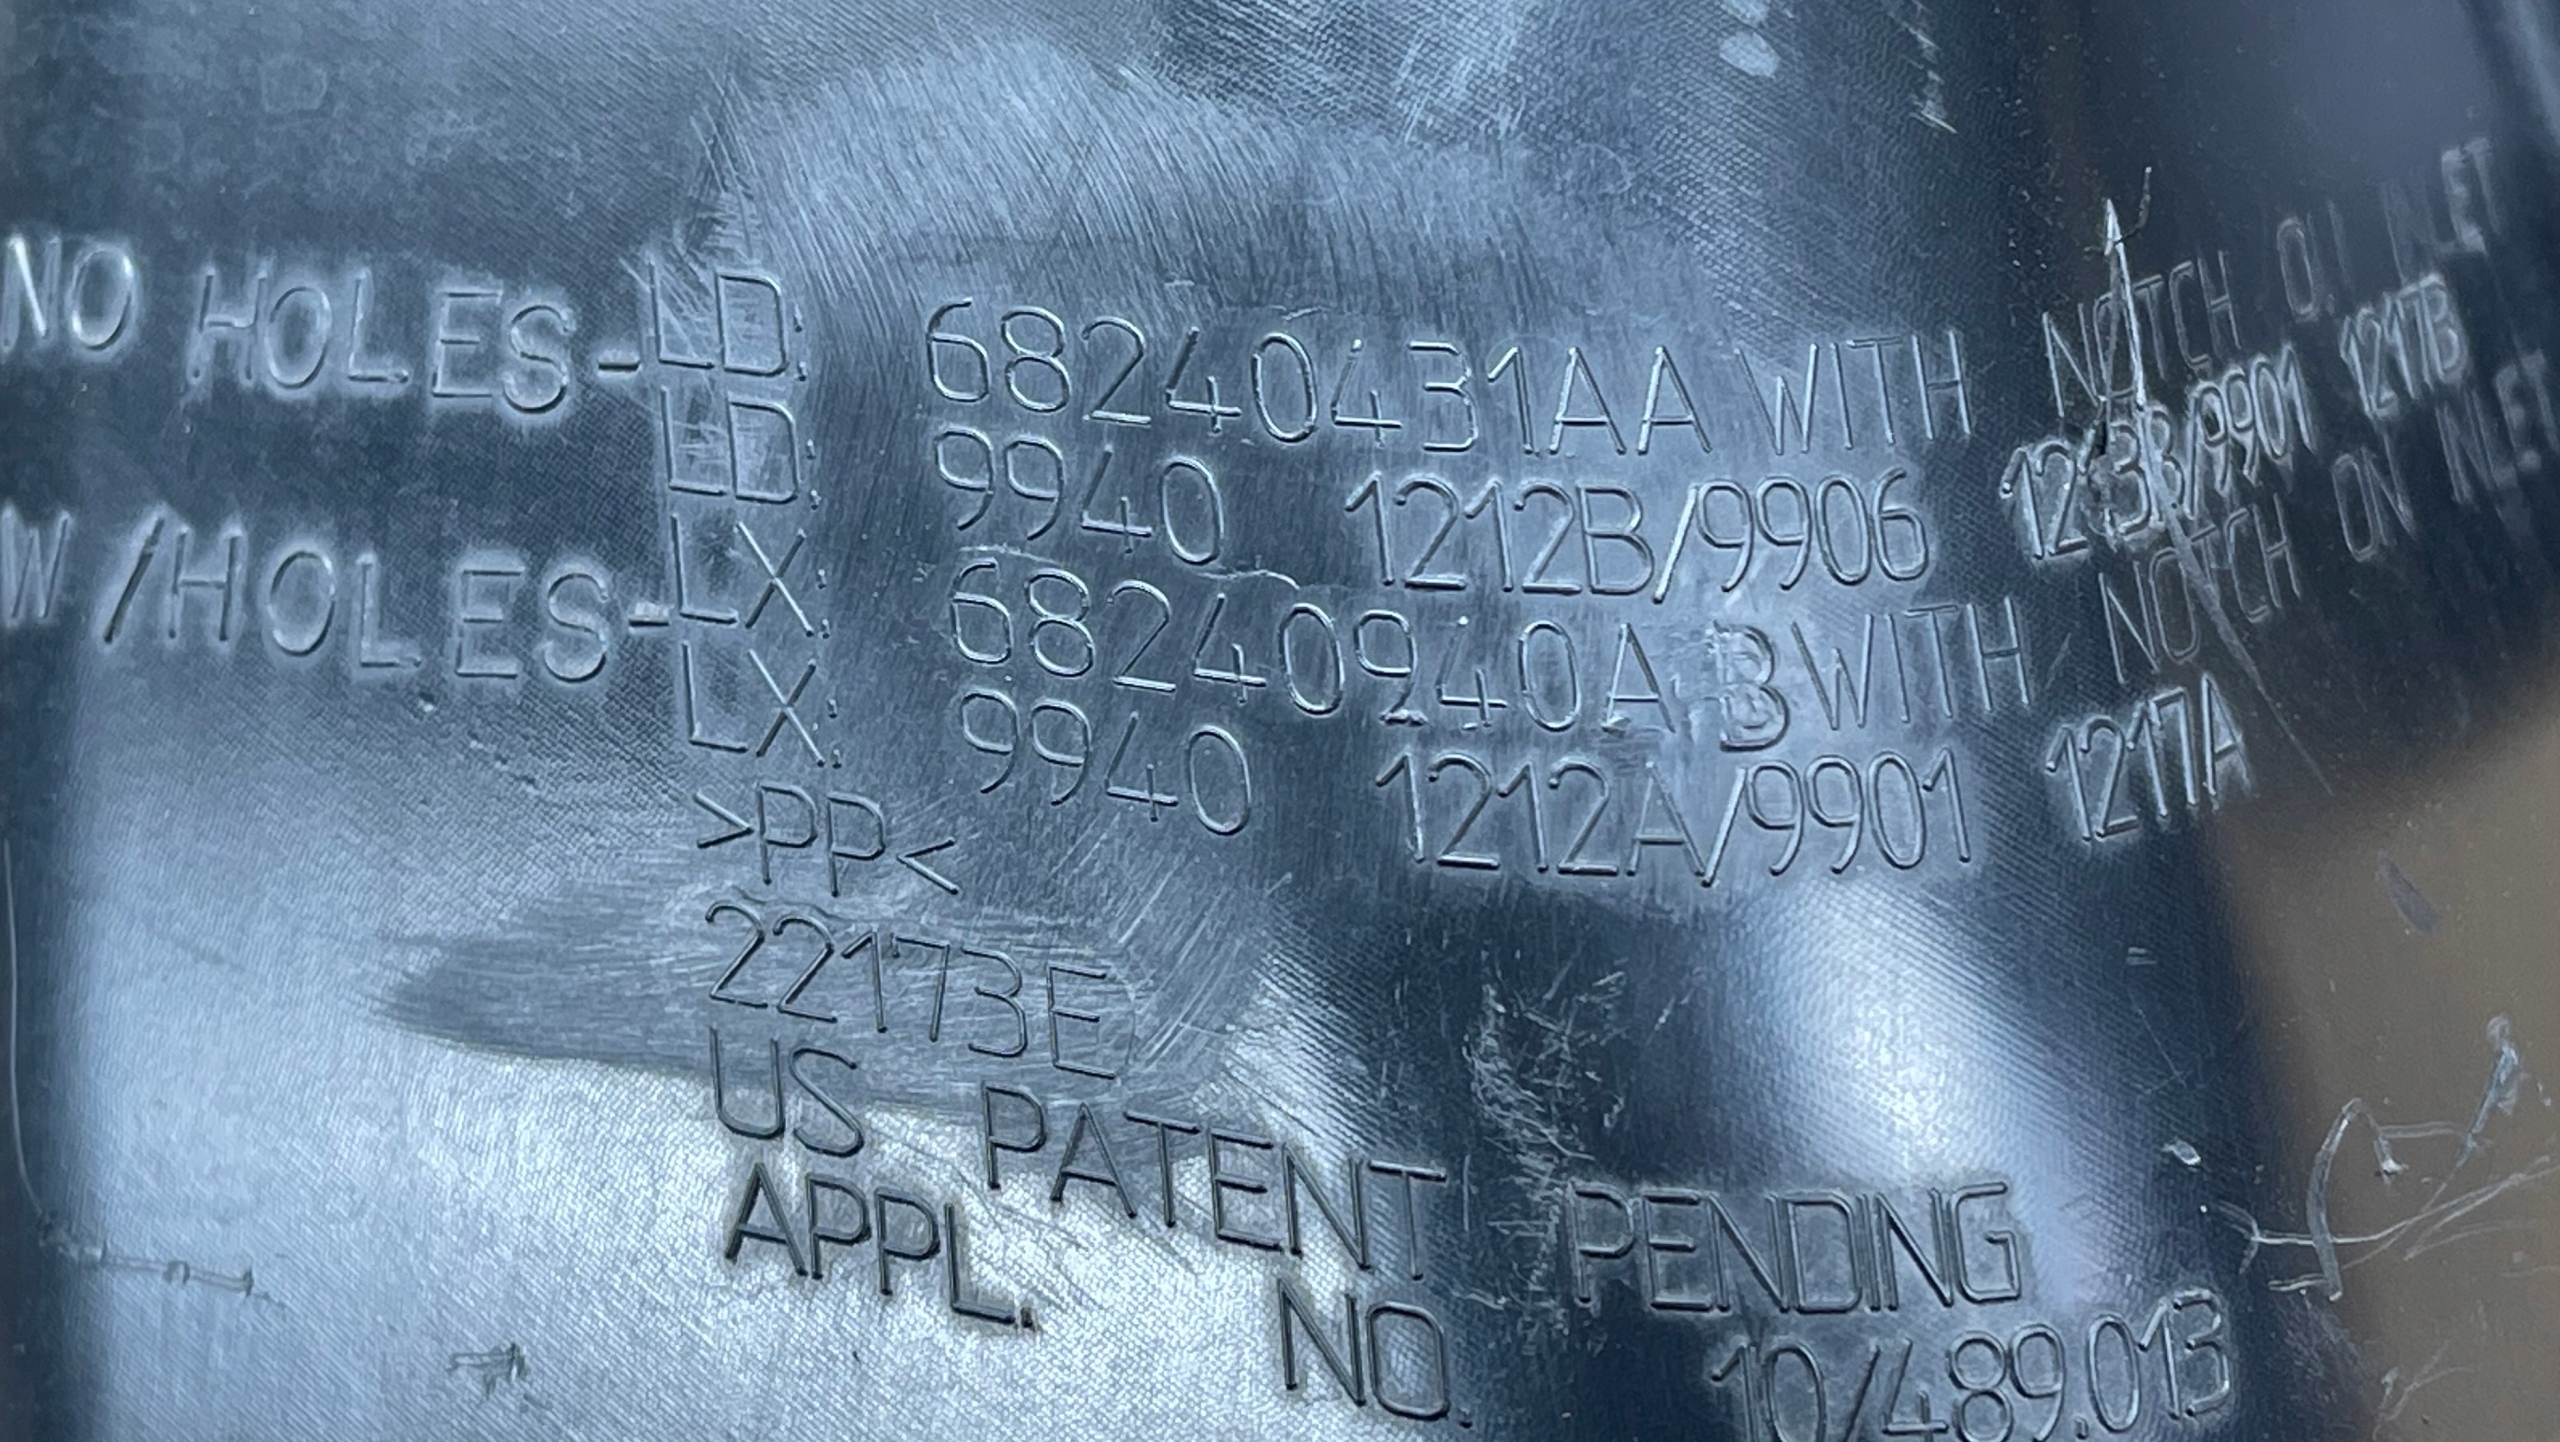 NO HOLES-LD: 68240431AA WITH NOTCH ON INLET
LD: 9940 1212B/9906 1213B/9901 1217B
W/HOLES-LX: 68240940AB WITH NOTCH ON INLET
LX: 9940 1212A/9901 1217A
>PP<
22173E
US PATENT PENDING
APPL. NO. 10/489.013